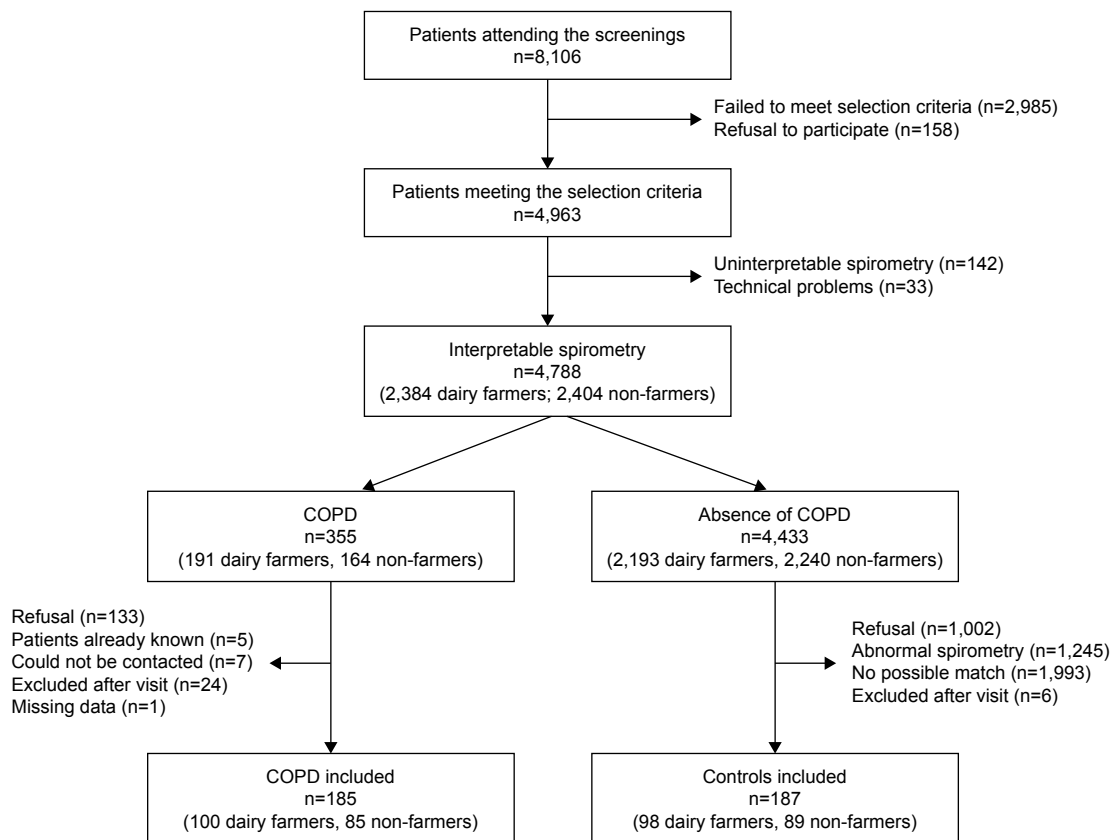 Patients attending the screenings
n=8,106
Failed to meet selection criteria (n=2,985)
Refusal to participate (n=158)
Patients meeting the selection criteria
n=4,963
Uninterpretable spirometry (n=142)
Technical problems (n=33)
Interpretable spirometry
n=4,788
(2,384 dairy farmers; 2,404 non-farmers)
COPD
n=355
(191 dairy farmers, 164 non-farmers)
Absence of COPD
n=4,433
(2,193 dairy farmers, 2,240 non-farmers)
Refusal (n=133)
Patients already known (n=5)
Could not be contacted (n=7)
Excluded after visit (n=24)
Missing data (n=1)
Refusal (n=1,002)
Abnormal spirometry (n=1,245)
No possible match (n=1,993)
Excluded after visit (n=6)
COPD included
n=185
(100 dairy farmers, 85 non-farmers)
Controls included
n=187
(98 dairy farmers, 89 non-farmers)